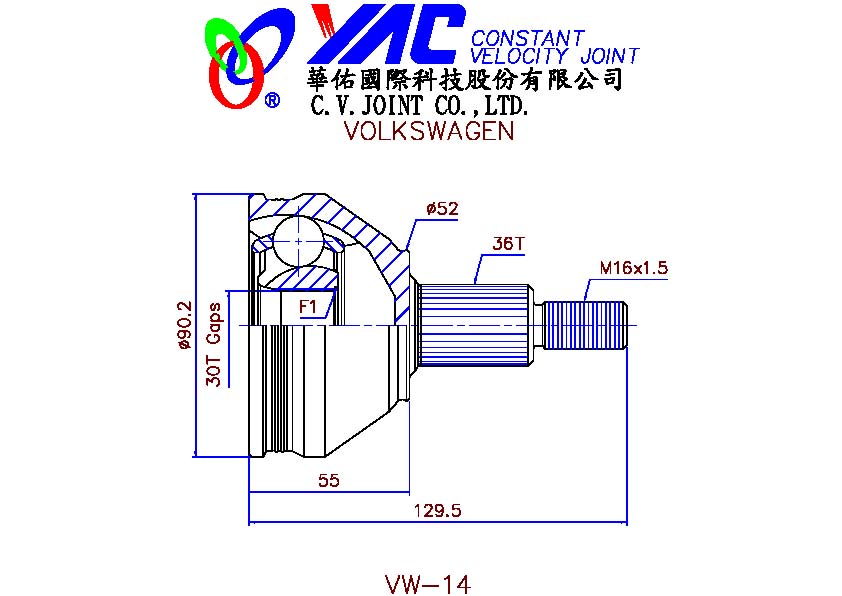 YAC CONSTANT
VELOCITY JOINT
®
華佑國際科技股份有限公司
C.V.JOINT CO.,LTD.
VOLKSWAGEN
ø52
36T
M16x1.5
ø90.2
30T Gaps
F1
55
129.5
VW-14